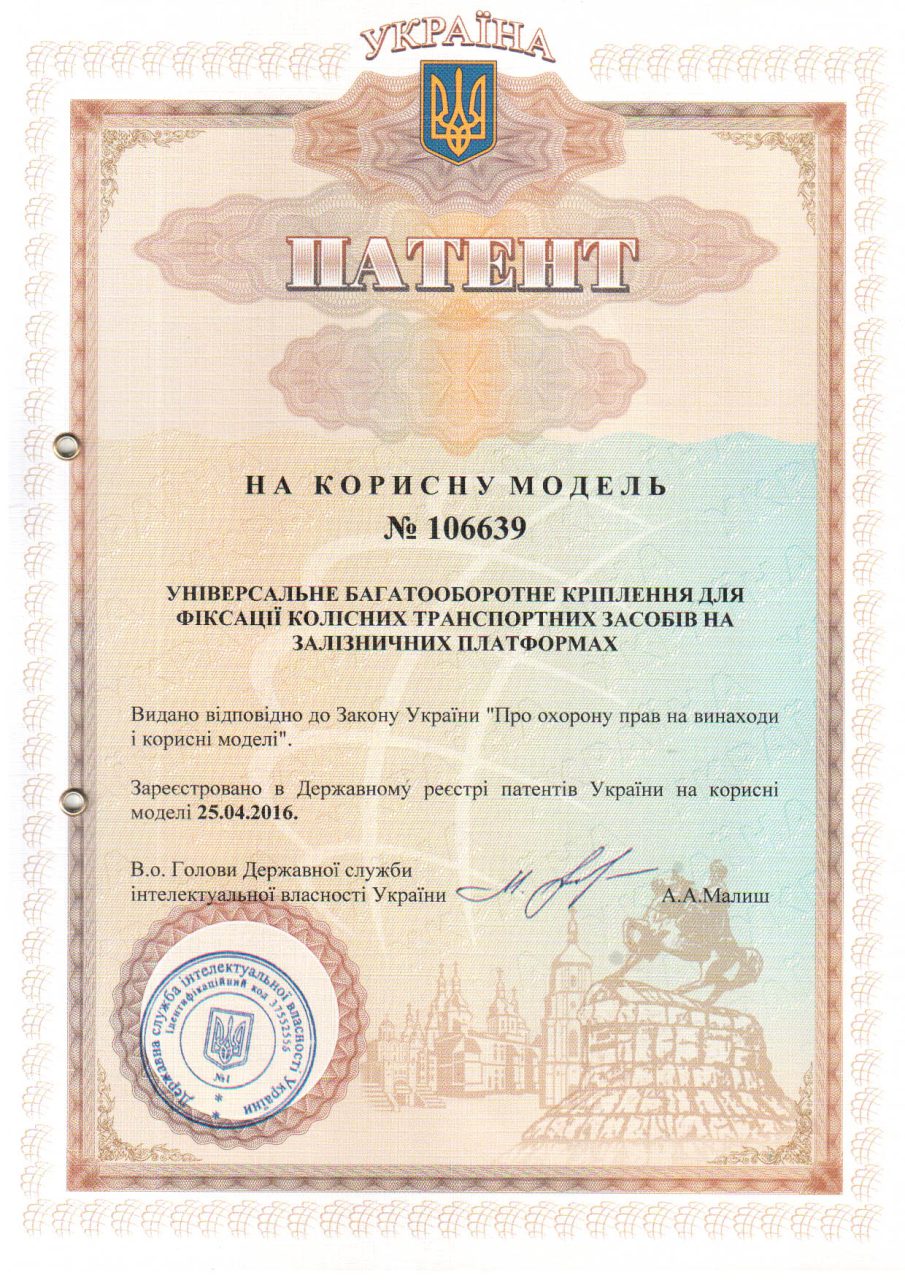 УКРАЇНА
ПАТЕНТ
НА КОРИСНУ МОДЕЛЬ
№ 106639
УНІВЕРСАЛЬНЕ БАГАТООБОРОТНЕ КРІПЛЕННЯ ДЛЯ
ФІКСАЦІЇ КОЛІСНИХ ТРАНСПОРТНИХ ЗАСОБІВ НА
ЗАЛІЗНИЧНИХ ПЛАТФОРМАХ
Видано відповідно до Закону України "Про охорону прав на винаходи
і корисні моделі".
Зареєстровано в Державному реєстрі патентів України на корисні
моделі 25.04.2016.
В.о. Голови Державної служби
інтелектуальної власності України
А.А.Малиш
Державна служба інтелектуальної власності України
ідентифікаційний код 37552556
№1